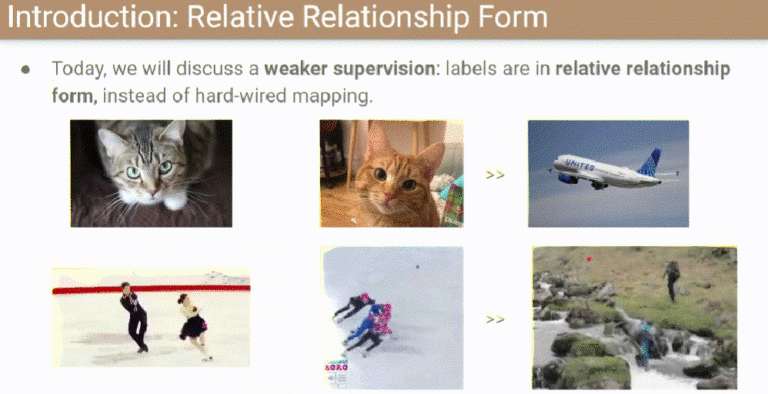 Introduction: Relative Relationship Form
● Today, we will discuss a weaker supervision: labels are in relative relationship
form, instead of hard-wired mapping.
>>
UNITED
>>